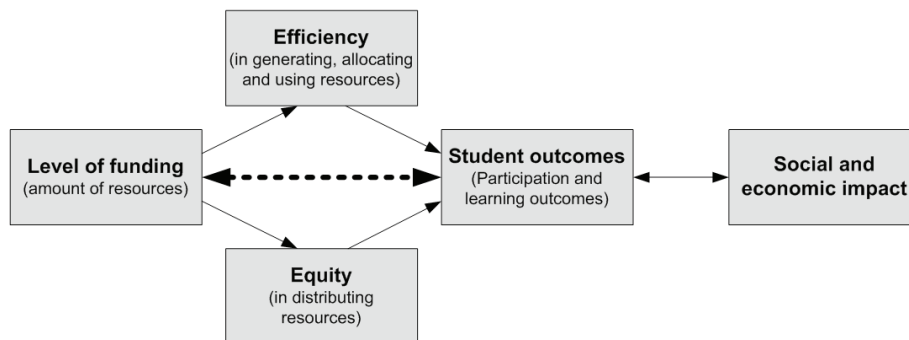 Efficiency
(in generating, allocating
and using resources)
Level of funding
(amount of resources)
Student outcomes
(Participation and
learning outcomes)
Social and
economic impact
Equity
(in distributing
resources)